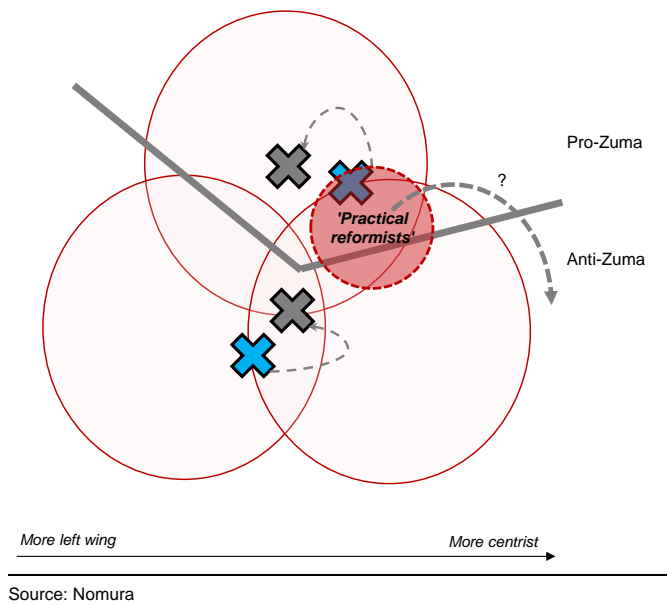 Pro-Zuma
?
'Practical
reformists'
Anti-Zuma
More left wing
More centrist
Source: Nomura